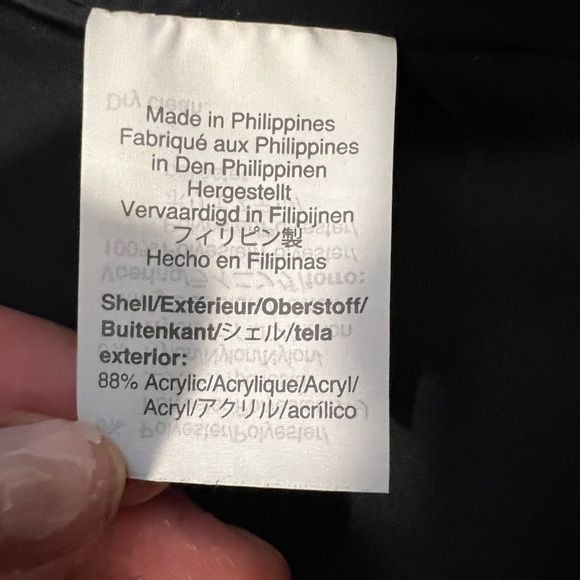 Made in Philippines
Fabriqué aux Philippines
in Den Philippinen
Hergestellt
Vervaardigd in Filipijnen
フィリピン製
Hecho en Filipinas
Shell/Extérieur/Oberstoff/
Buitenkant/シェル/tela
exterior:
88% Acrylic/Acrylique/Acryl/
Acryl/アクリル/acrílico